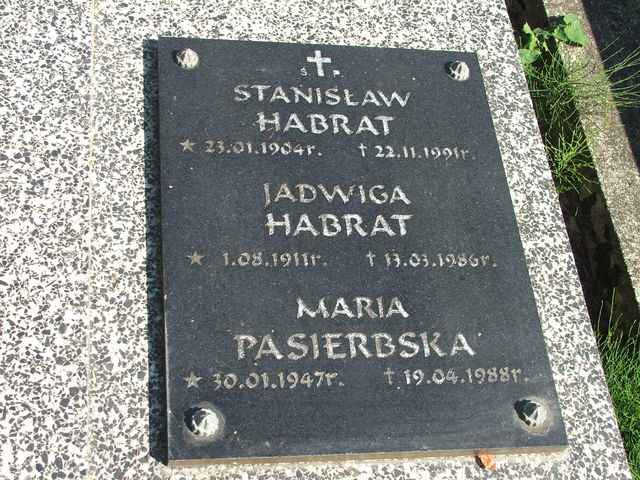 Ś † P.
STANISŁAW
HABRAT
* 23.01.1904r. † 22.11.1991r.
JADWIGA
HABRAT
* 1.08.1911r. † 13.03.1986r.
MARIA
PASIERBSKA
* 30.01.1947r. † 19.04.1988r.